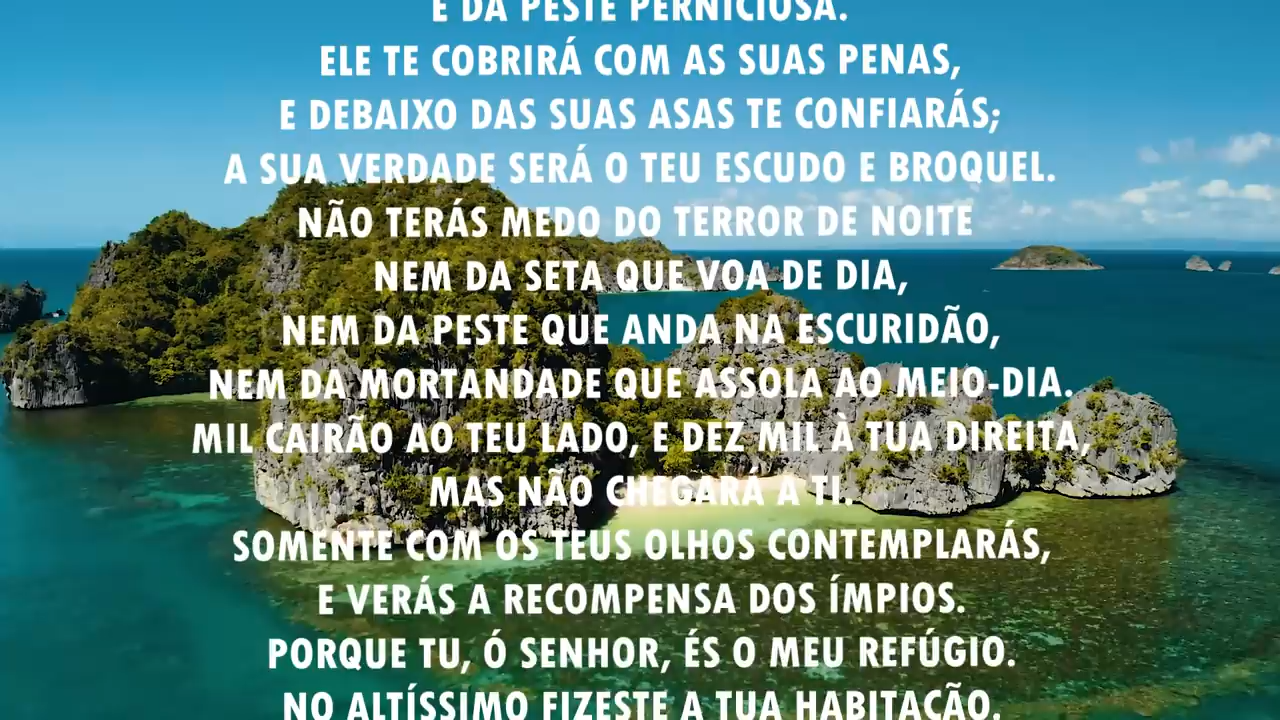 E DA PESTE PERNICIOSA.
ELE TE COBRIRÁ COM AS SUAS PENAS,
E DEBAIXO DAS SUAS ASAS TE CONFIARÁS;
A SUA VERDADE SERÁ O TEU ESCUDO E BROQUEL.
NÃO TERÁS MEDO DO TERROR DE NOITE
NEM DA SETA QUE VOA DE DIA,
NEM DA PESTE QUE ANDA NA ESCURIDÃO,
NEM DA MORTANDADE QUE ASSOLA AO MEIO-DIA.
MIL CAIRÃO AO TEU LADO, E DEZ MIL À TUA DIREITA,
MAS NÃO CHEGARÁ A TI.
SOMENTE COM OS TEUS OLHOS CONTEMPLARÁS,
E VERÁS A RECOMPENSA DOS ÍMPIOS.
PORQUE TU, Ó SENHOR, ÉS O MEU REFÚGIO.
NO ALTÍSSIMO FIZESTE A TUA HABITAÇÃO.